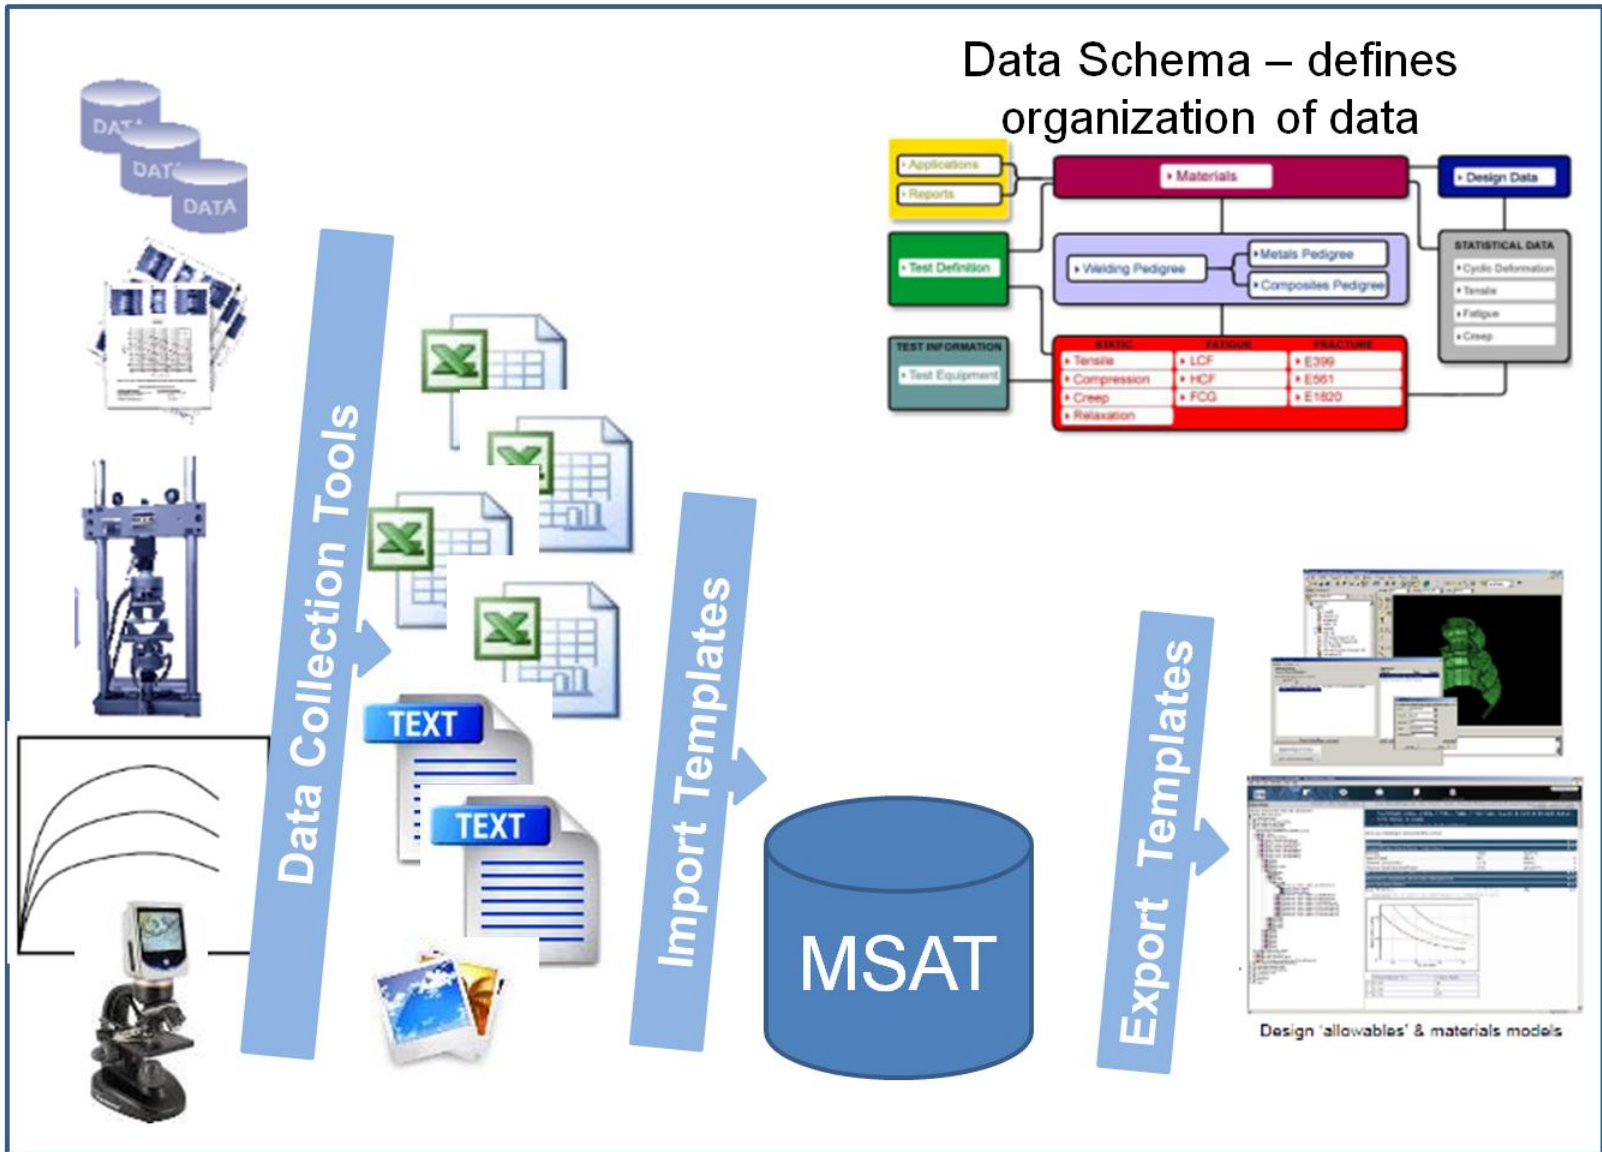 Data Schema – defines
organization of data
DATA
DATA
DATA
Applications
Reports
Materials
Design Data
Test Definition
Welding Pedigree
Metals Pedigree
Composites Pedigree
STATISTICAL DATA
Cyclic Deformation
Tensile
Fatigue
Creep
TEST INFORMATION
Test Equipment
STATIC
Tensile
Compression
Creep
Relaxation
FATIGUE
LCF
HCF
FCG
FRACTURE
E399
E561
E1820
Data Collection Tools
TEXT
TEXT
Import Templates
MSAT
Export Templates
Design 'allowables' & materials models